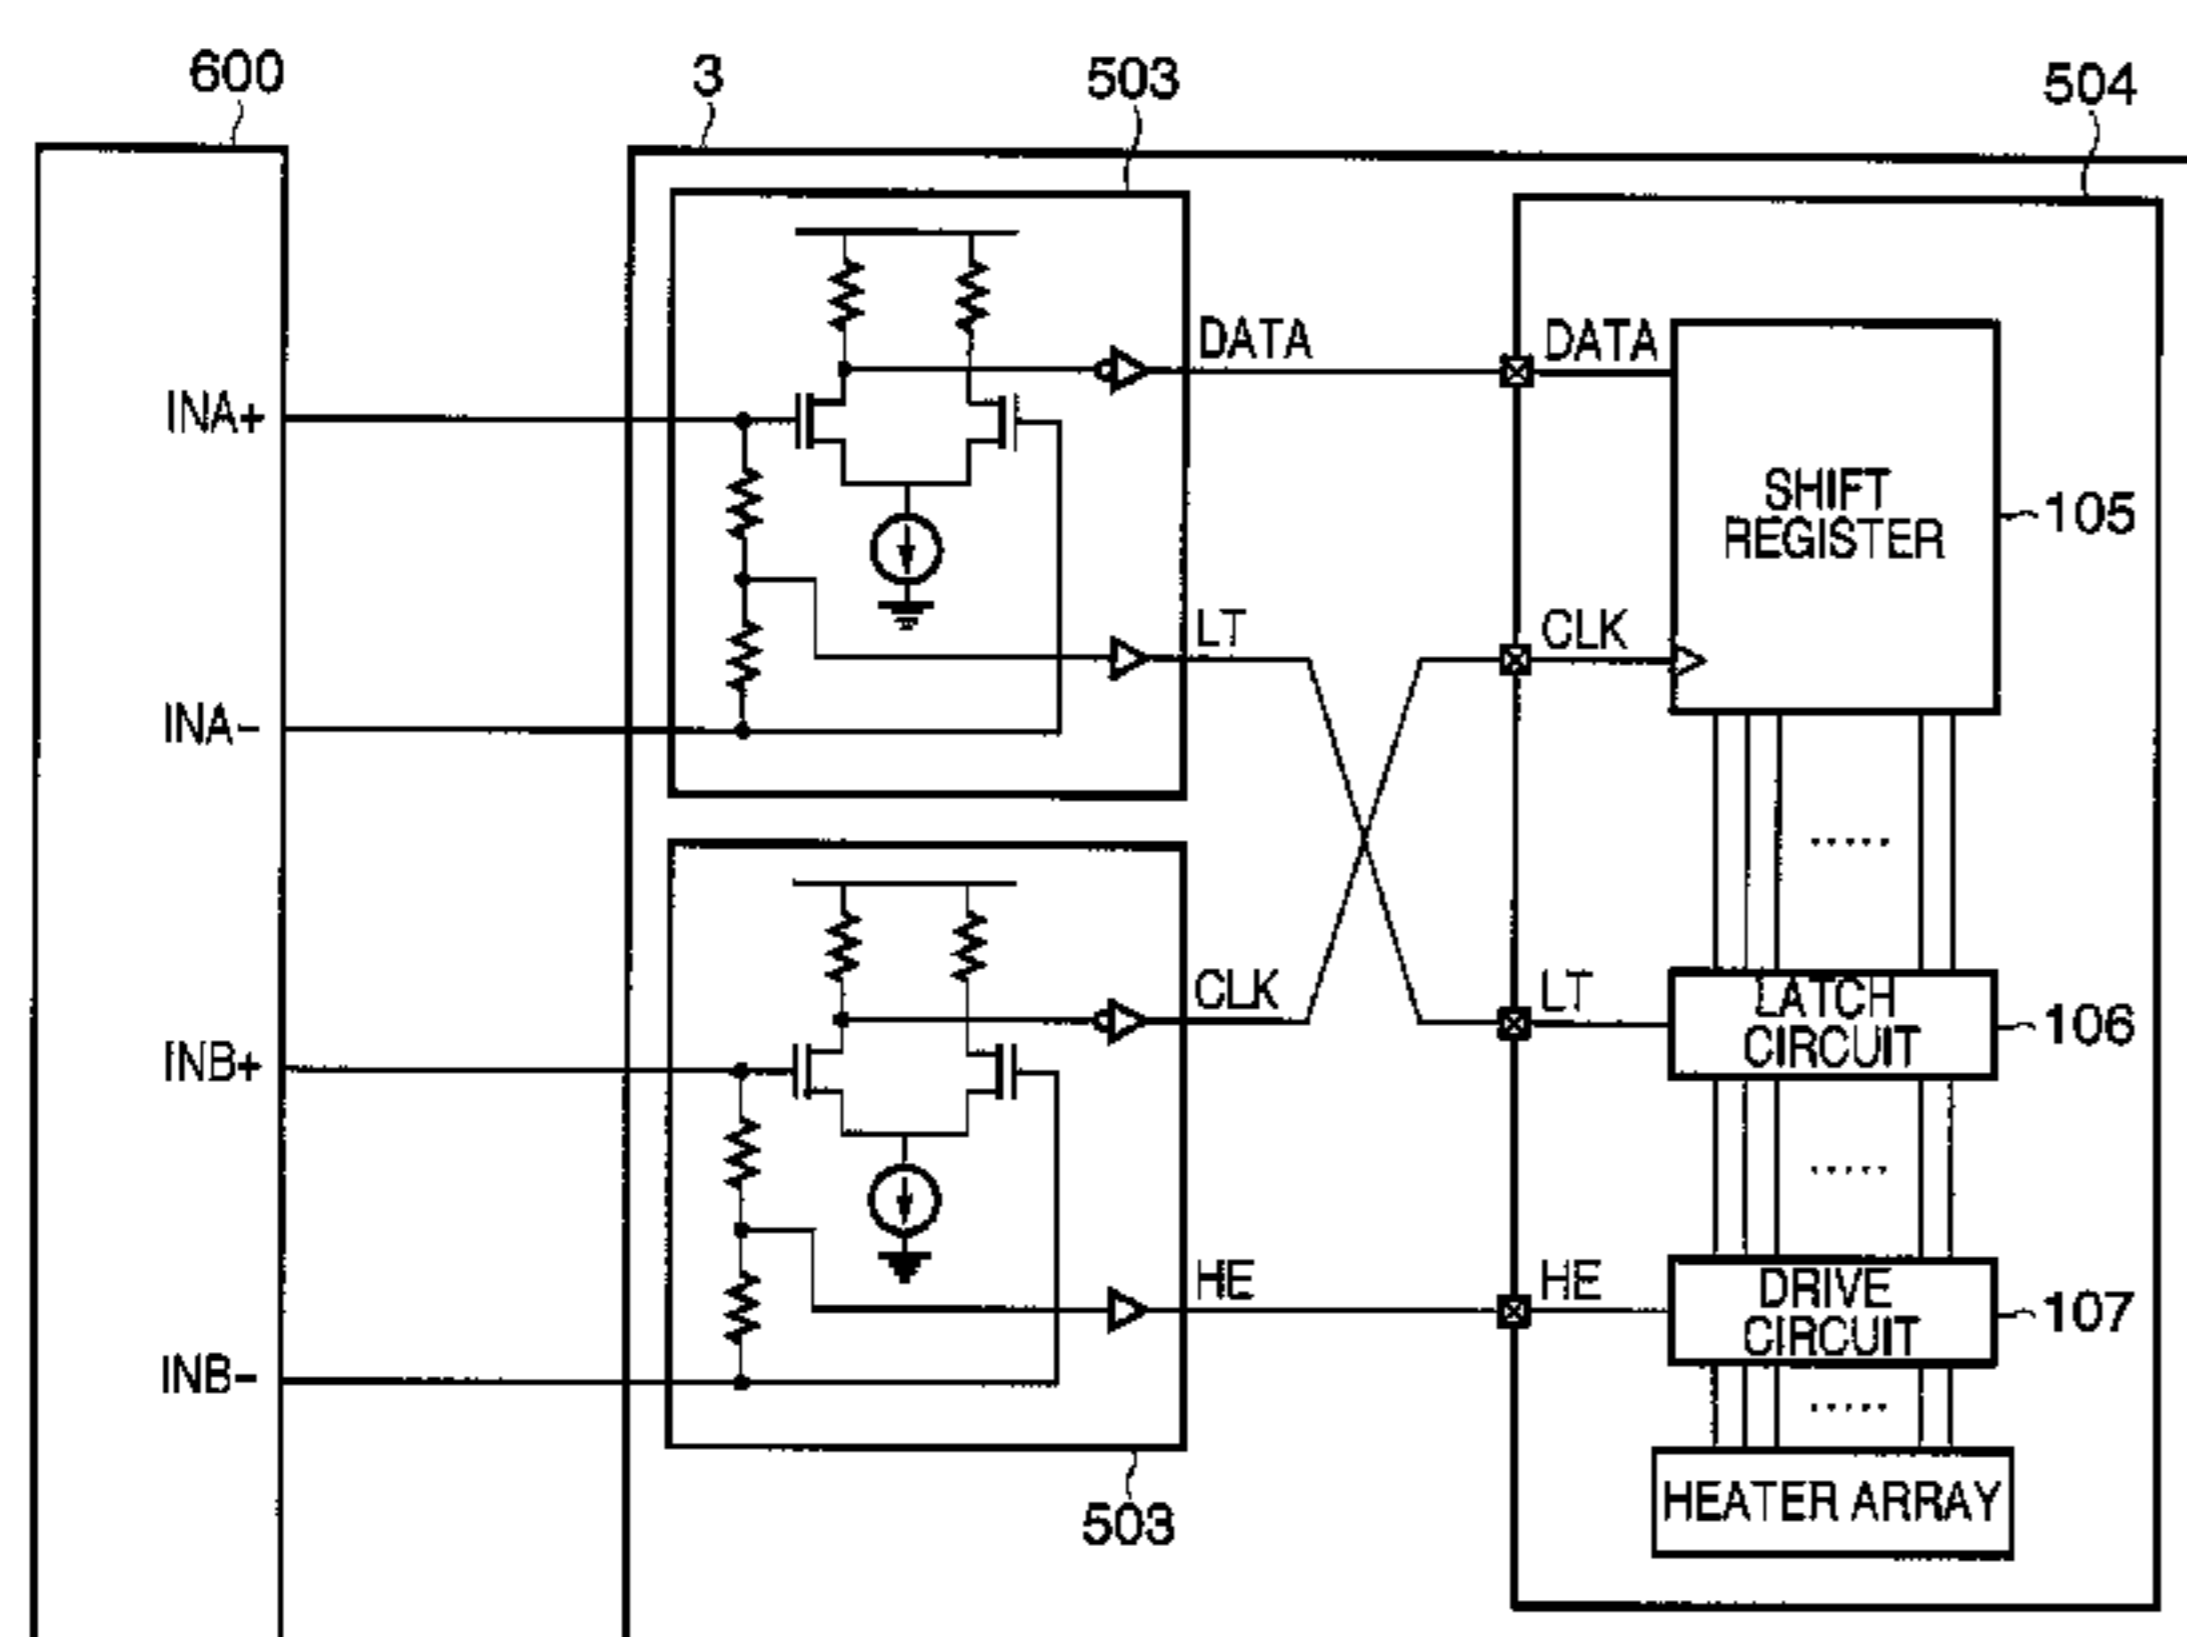 600
3
503
504
DATA
DATA
INA+
SHIFT
REGISTER
105
LT
CLK
INA-
CLK
LT
LATCH
CIRCUIT
106
INB+
HE
HE
DRIVE
CIRCUIT
107
INB-
HEATER ARRAY
503